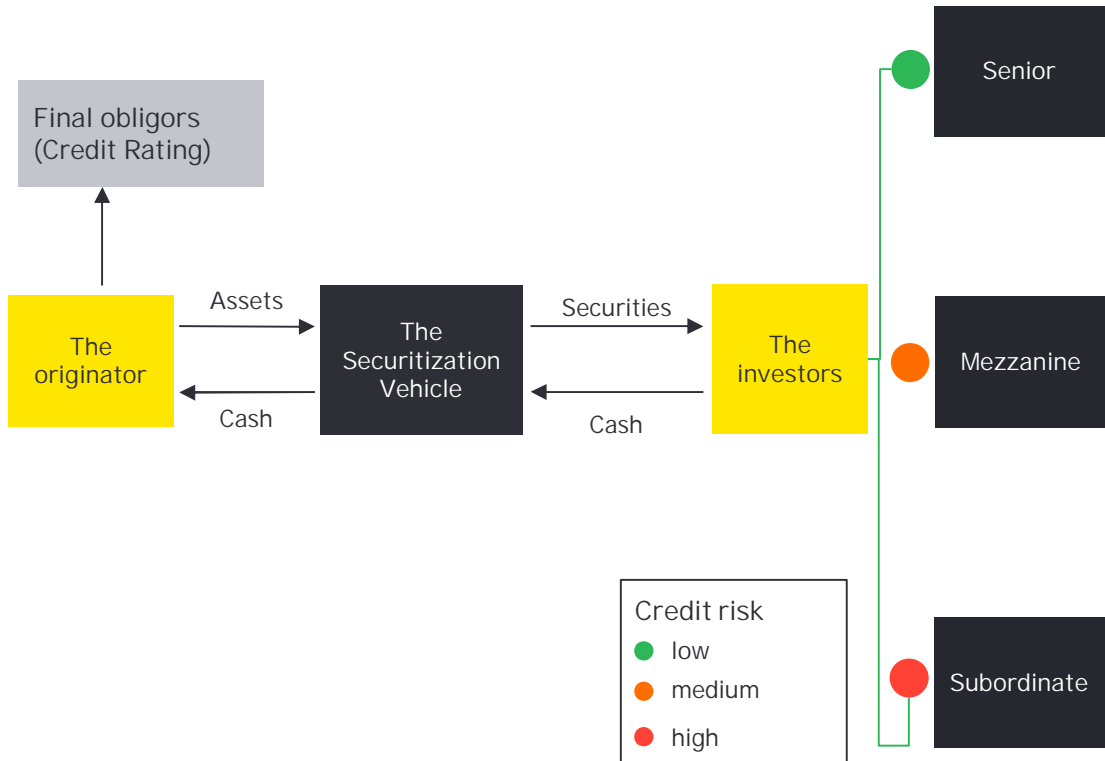 Senior
Final obligors
(Credit Rating)
Assets
Securities
The
originator
The
Securitization
Vehicle
The
investors
Mezzanine
Cash
Cash
Credit risk
low
medium
high
Subordinate